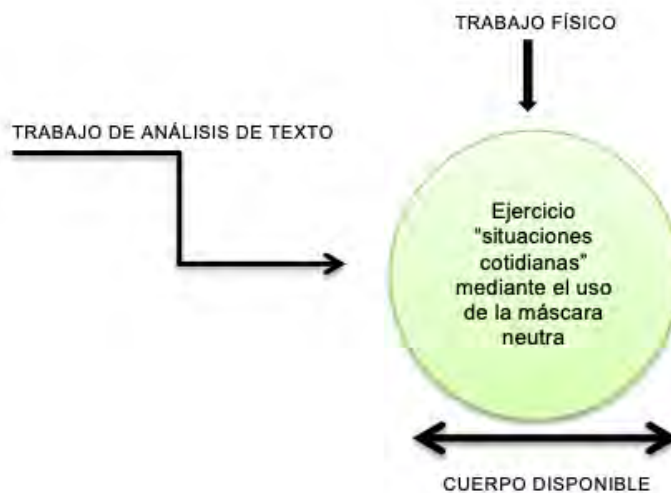 TRABAJO FÍSICO
TRABAJO DE ANÁLISIS DE TEXTO
Ejercicio
"situaciones
cotidianas"
mediante el uso
de la máscara
neutra
CUERPO DISPONIBLE